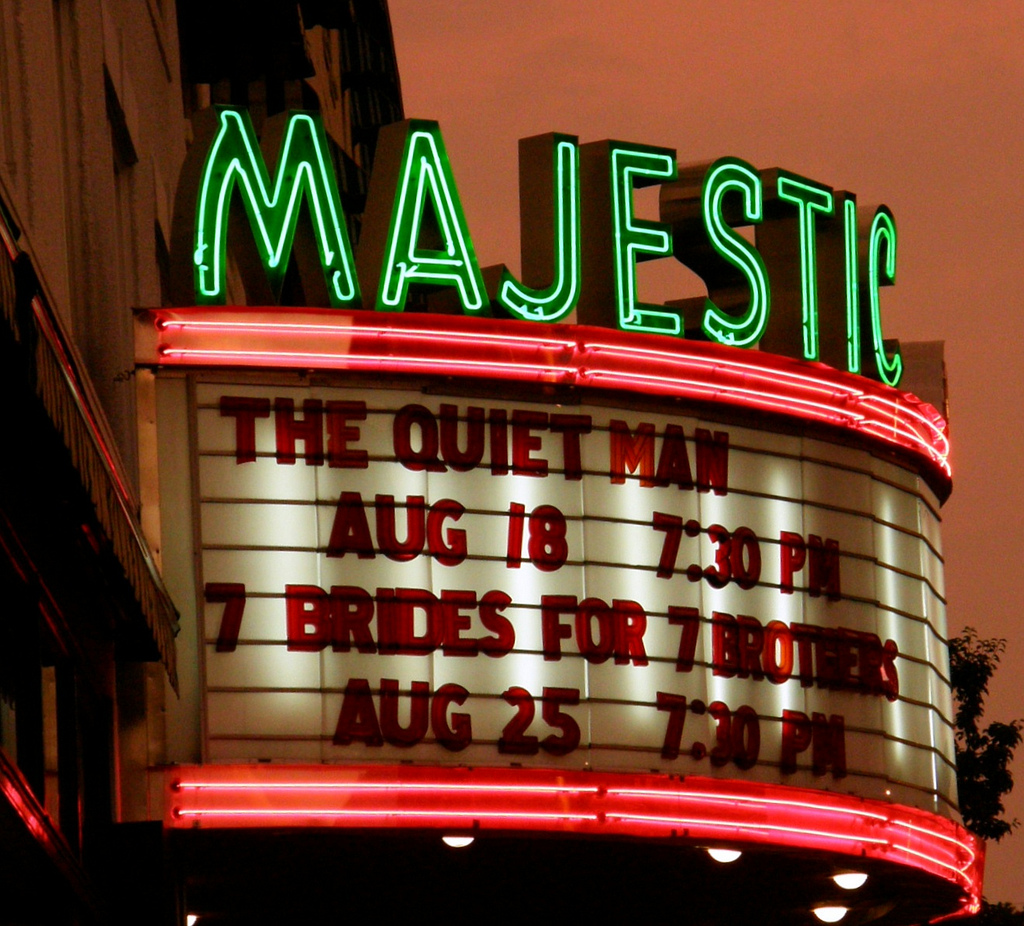 MAJESTIC
THE QUIET MAN
AUG 18 7:30 PM
7 BRIDES FOR 7 BROTHERS
AUG 25 7:30 PM